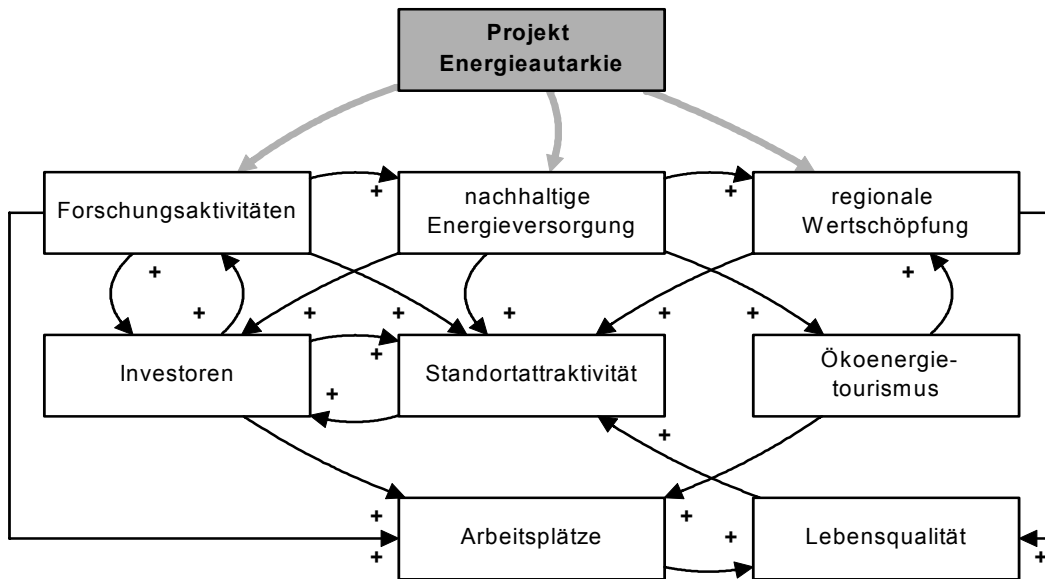 Projekt
Energieautarkie
Forschungsaktivitäten
nachhaltige
Energieversorgung
regionale
Wertschöpfung
+
+
+
+
+
+
+
+
+
+
+
Investoren
Standortattraktivität
Ökoenergie-
tourismus
+
+
+
Arbeitsplätze
Lebensqualität
+
+
+
+
+